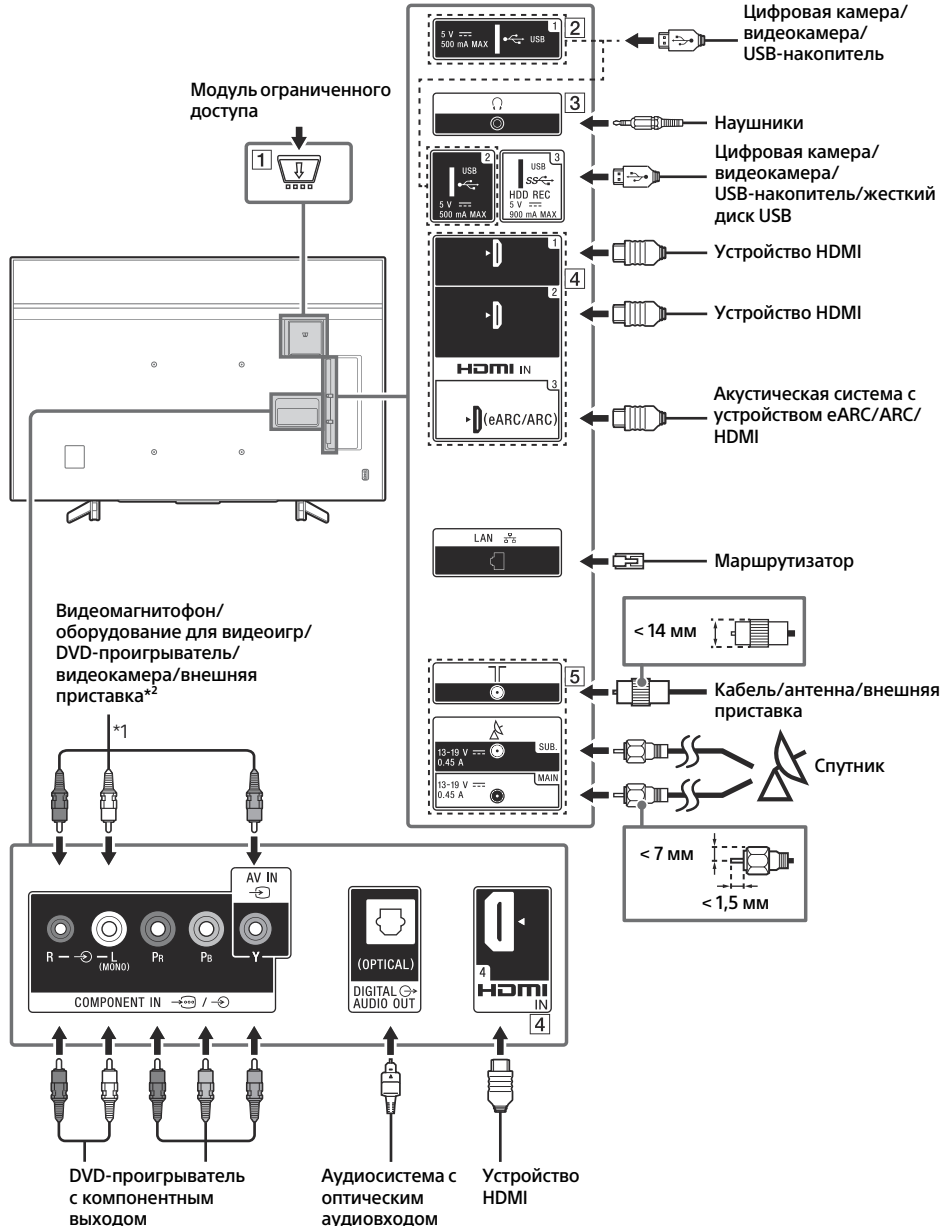 5 V
500 mA MAX
USB
1
2
Цифровая камера/
видеокамера/
USB-накопитель
Модуль ограниченного
доступа
1
3
Наушники
2
USB
5 V
500 mA MAX
3
USB
SS
HDD REC
5 V
900 mA MAX
Цифровая камера/
видеокамера/
USB-накопитель/жесткий
диск USB
1
Устройство HDMI
4
2
Устройство HDMI
HDMI IN
3
(eARC/ARC)
Акустическая система с
устройством eARC/ARC/
HDMI
LAN
Маршрутизатор
Видеомагнитофон/
оборудование для видеоигр/
DVD-проигрыватель/
видеокамера/внешняя
приставка*2
*1
< 14 мм
5
Кабель/антенна/внешняя
приставка
13-19 V
0.45 A
SUB.
13-19 V
0.45 A
MAIN
Спутник
< 7 мм
< 1,5 мм
AV IN
R
L
(MONO)
PR
PB
Y
COMPONENT IN /
(OPTICAL)
DIGITAL
AUDIO OUT
4
HDMI
IN
4
DVD-проигрыватель
с компонентным
выходом
Аудиосистема с
оптическим
аудиовходом
Устройство
HDMI